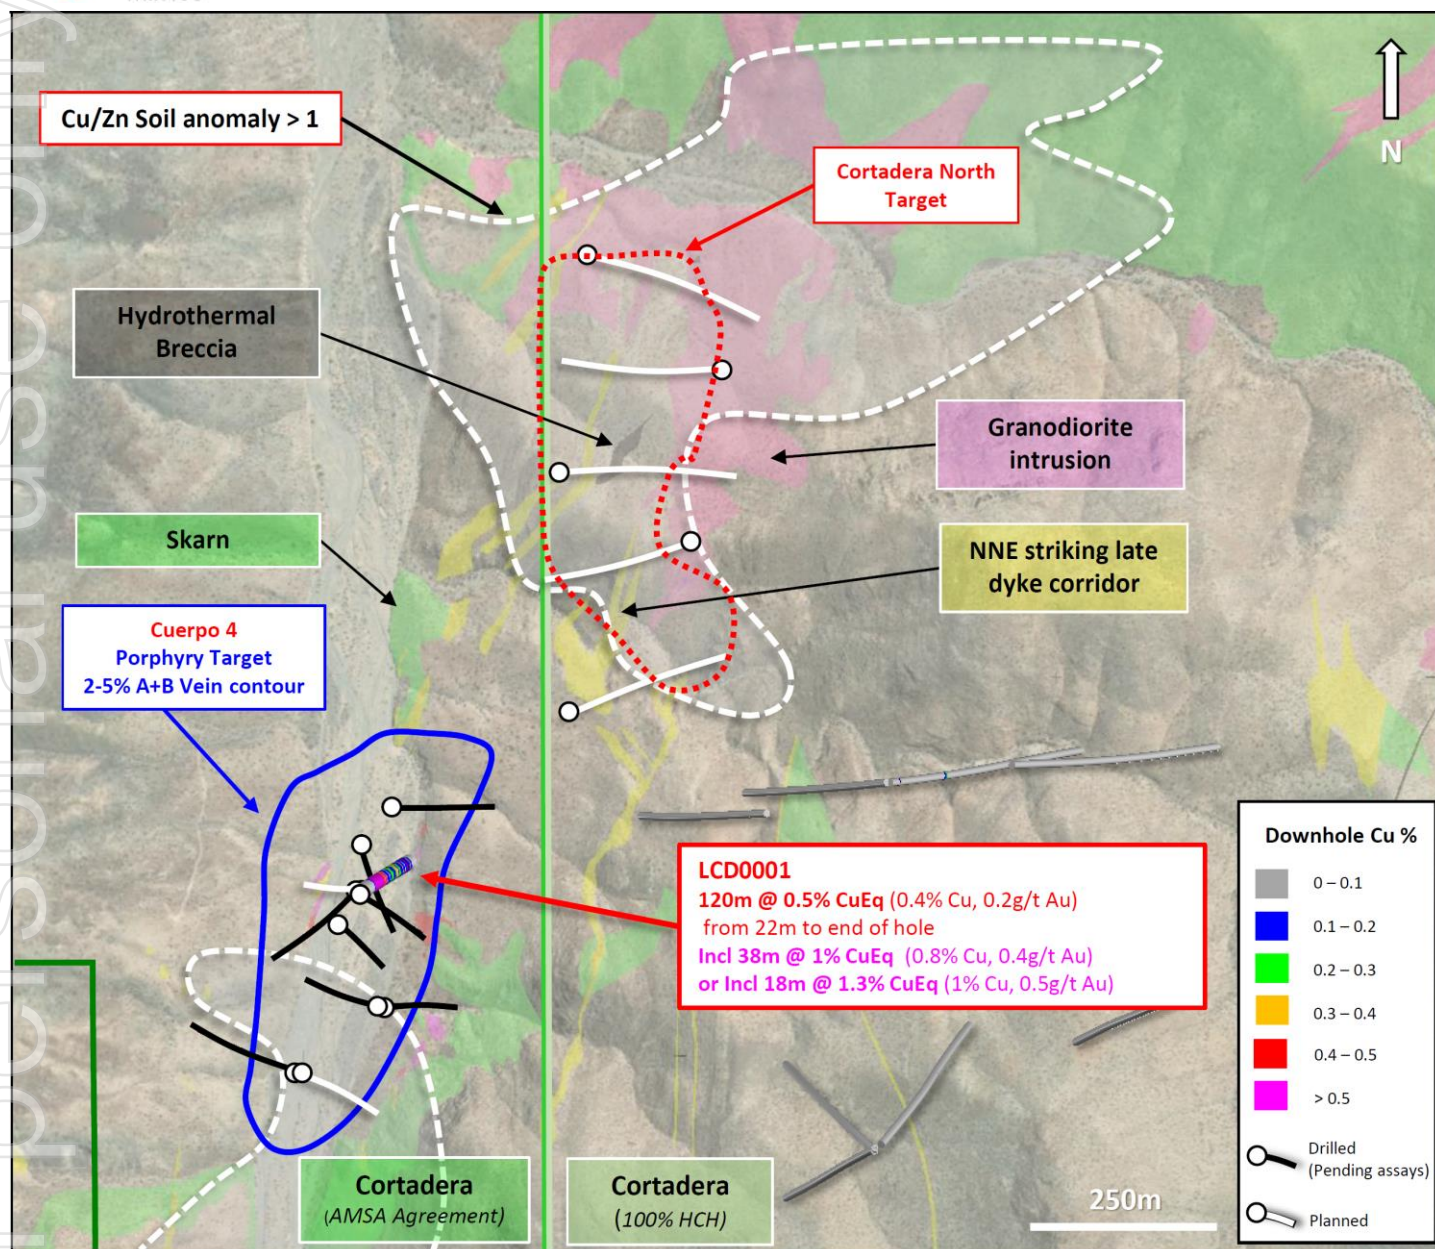 Cu/Zn Soil anomaly > 1
N
Cortadera North
Target
Hydrothermal
Breccia
Granodiorite
intrusion
Skarn
NNE striking late
dyke corridor
Cuerpo 4
Porphyry Target
2-5% A+B Vein contour
LCD0001
120m @ 0.5% CuEq (0.4% Cu, 0.2g/t Au)
from 22m to end of hole
Incl 38m @ 1% CuEq (0.8% Cu, 0.4g/t Au)
or Incl 18m @ 1.3% CuEq (1% Cu, 0.5g/t Au)
Downhole Cu %
0 – 0.1
0.1 – 0.2
0.2 – 0.3
0.3 – 0.4
0.4 – 0.5
> 0.5
Drilled
(Pending assays)
Planned
Cortadera
(AMSA Agreement)
Cortadera
(100% HCH)
250m
personal use only